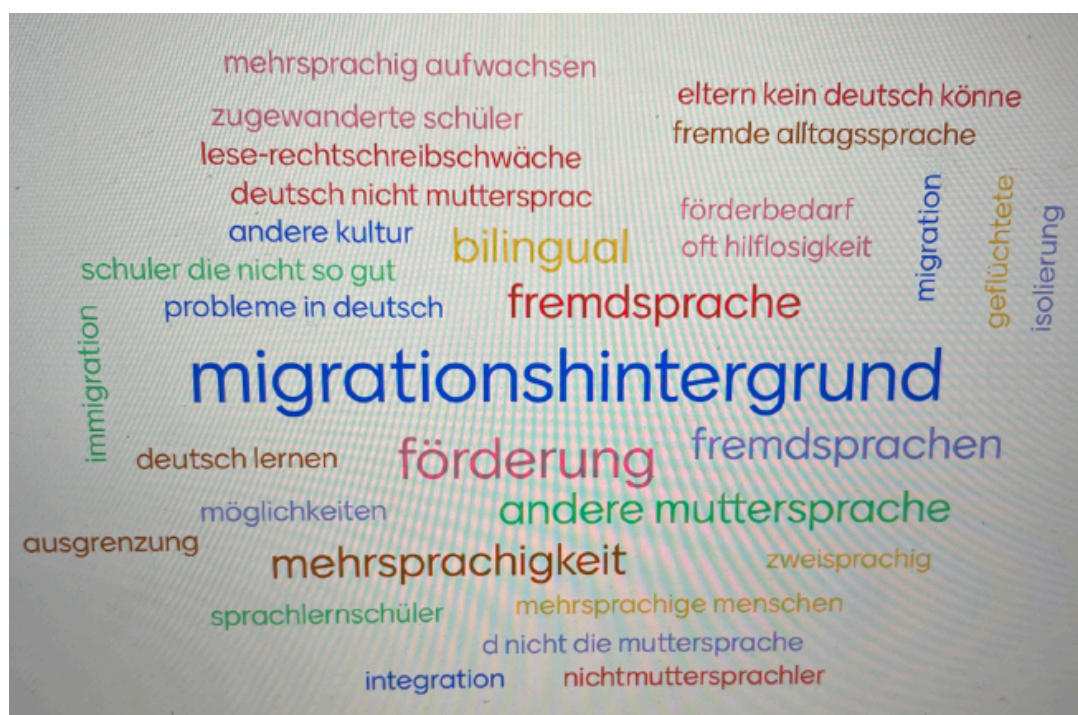 mehrsprachig aufwachsen
eltern kein deutsch könne
zugewanderte schüler
fremde alltagssprache
lese-rechtschreibschwäche
deutsch nicht muttersprac
förderbedarf
migration
geflüchtete
isolierung
andere kultur
bilingual
oft hilflosigkeit
schuler die nicht so gut
probleme in deutsch
fremdsprache
immigration
migrationshintergrund
deutsch lernen
förderung
fremdsprachen
möglichkeiten
andere muttersprache
ausgrenzung
mehrsprachigkeit
zweisprachig
sprachlernschüler
mehrsprachige menschen
d nicht die muttersprache
integration
nichtmuttersprachler